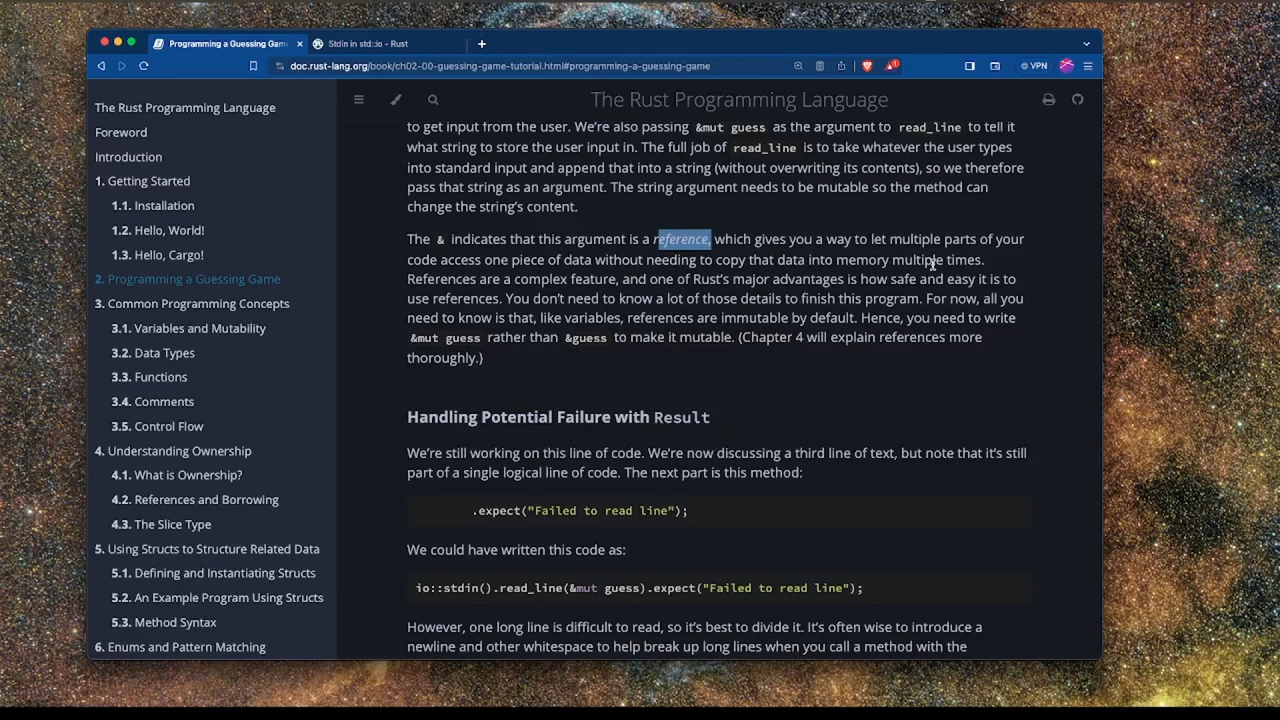 Programming a Guessing Gam
Stdin in std::io - Rust
doc.rust-lang.org/book/ch02-00-guessing-game-tutorial.html#programming-a-guessing-game
VPN
The Rust Programming Language
Foreword
Introduction
1. Getting Started
1.1. Installation
1.2. Hello, World!
1.3. Hello, Cargo!
2. Programming a Guessing Game
3. Common Programming Concepts
3.1. Variables and Mutability
3.2. Data Types
3.3. Functions
3.4. Comments
3.5. Control Flow
4. Understanding Ownership
4.1. What is Ownership?
4.2. References and Borrowing
4.3. The Slice Type
5. Using Structs to Structure Related Data
5.1. Defining and Instantiating Structs
5.2. An Example Program Using Structs
5.3. Method Syntax
6. Enums and Pattern Matching
The Rust Programming Language
to get input from the user. We’re also passing &mut guess as the argument to read_line to tell it
what string to store the user input in. The full job of read_line is to take whatever the user types
into standard input and append that into a string (without overwriting its contents), so we therefore
pass that string as an argument. The string argument needs to be mutable so the method can
change the string’s content.
The & indicates that this argument is a reference, which gives you a way to let multiple parts of your
code access one piece of data without needing to copy that data into memory multiple times.
References are a complex feature, and one of Rust’s major advantages is how safe and easy it is to
use references. You don’t need to know a lot of those details to finish this program. For now, all you
need to know is that, like variables, references are immutable by default. Hence, you need to write
&mut guess rather than &guess to make it mutable. (Chapter 4 will explain references more
thoroughly.)
Handling Potential Failure with Result
We’re still working on this line of code. We’re now discussing a third line of text, but note that it’s still
part of a single logical line of code. The next part is this method:
.expect("Failed to read line");
We could have written this code as:
io::stdin().read_line(&mut guess).expect("Failed to read line");
However, one long line is difficult to read, so it’s best to divide it. It’s often wise to introduce a
newline and other whitespace to help break up long lines when you call a method with the